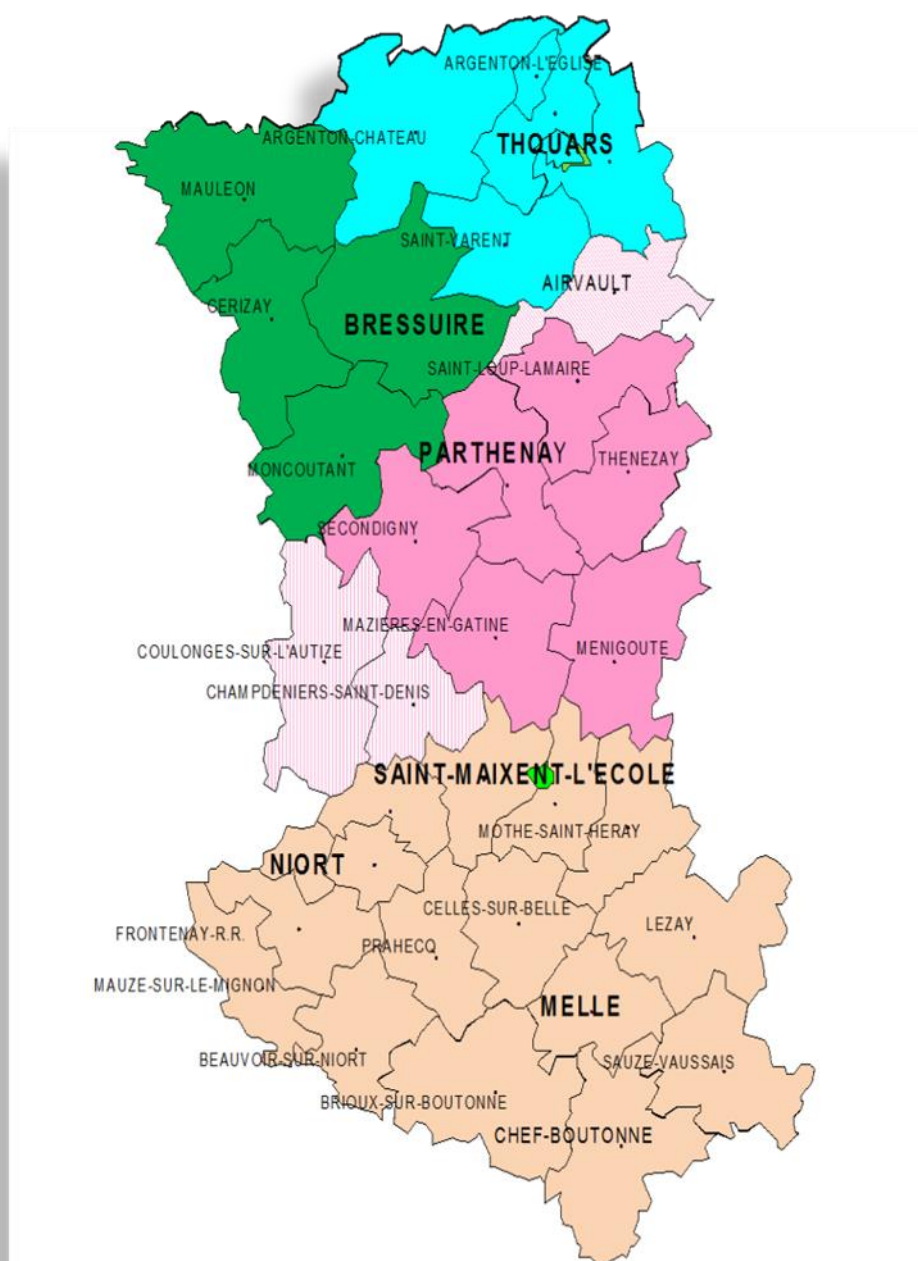 ARGENTON-L'EGLISE
ARGENTON-CHATEAU
THOUARS
MAULEON
SAINT-VARENT
AIRVAULT
CERIZAY
BRESSUIRE
SAINT-LOUP-LAMAIRE
PARTHENAY
THENEZAY
MONCOUTANT
SECONDIGNY
MAZIERES-EN-GATINE
COULONGES-SUR-L'AUTIZE
MENIGOUTE
CHAMPDENIERS-SAINT-DENIS
SAINT-MAIXENT-L'ECOLE
MOTHE-SAINT-HERAY
NIORT
CELLES-SUR-BELLE
LEZAY
FRONTENAY-R.R.
PRAHECQ
MAUZE-SUR-LE-MIGNON
MELLE
BEAUVOIR-SUR-NIORT
SAUZE-VAUSSAIS
BRIOUX-SUR-BOUTONNE
CHEF-BOUTONNE